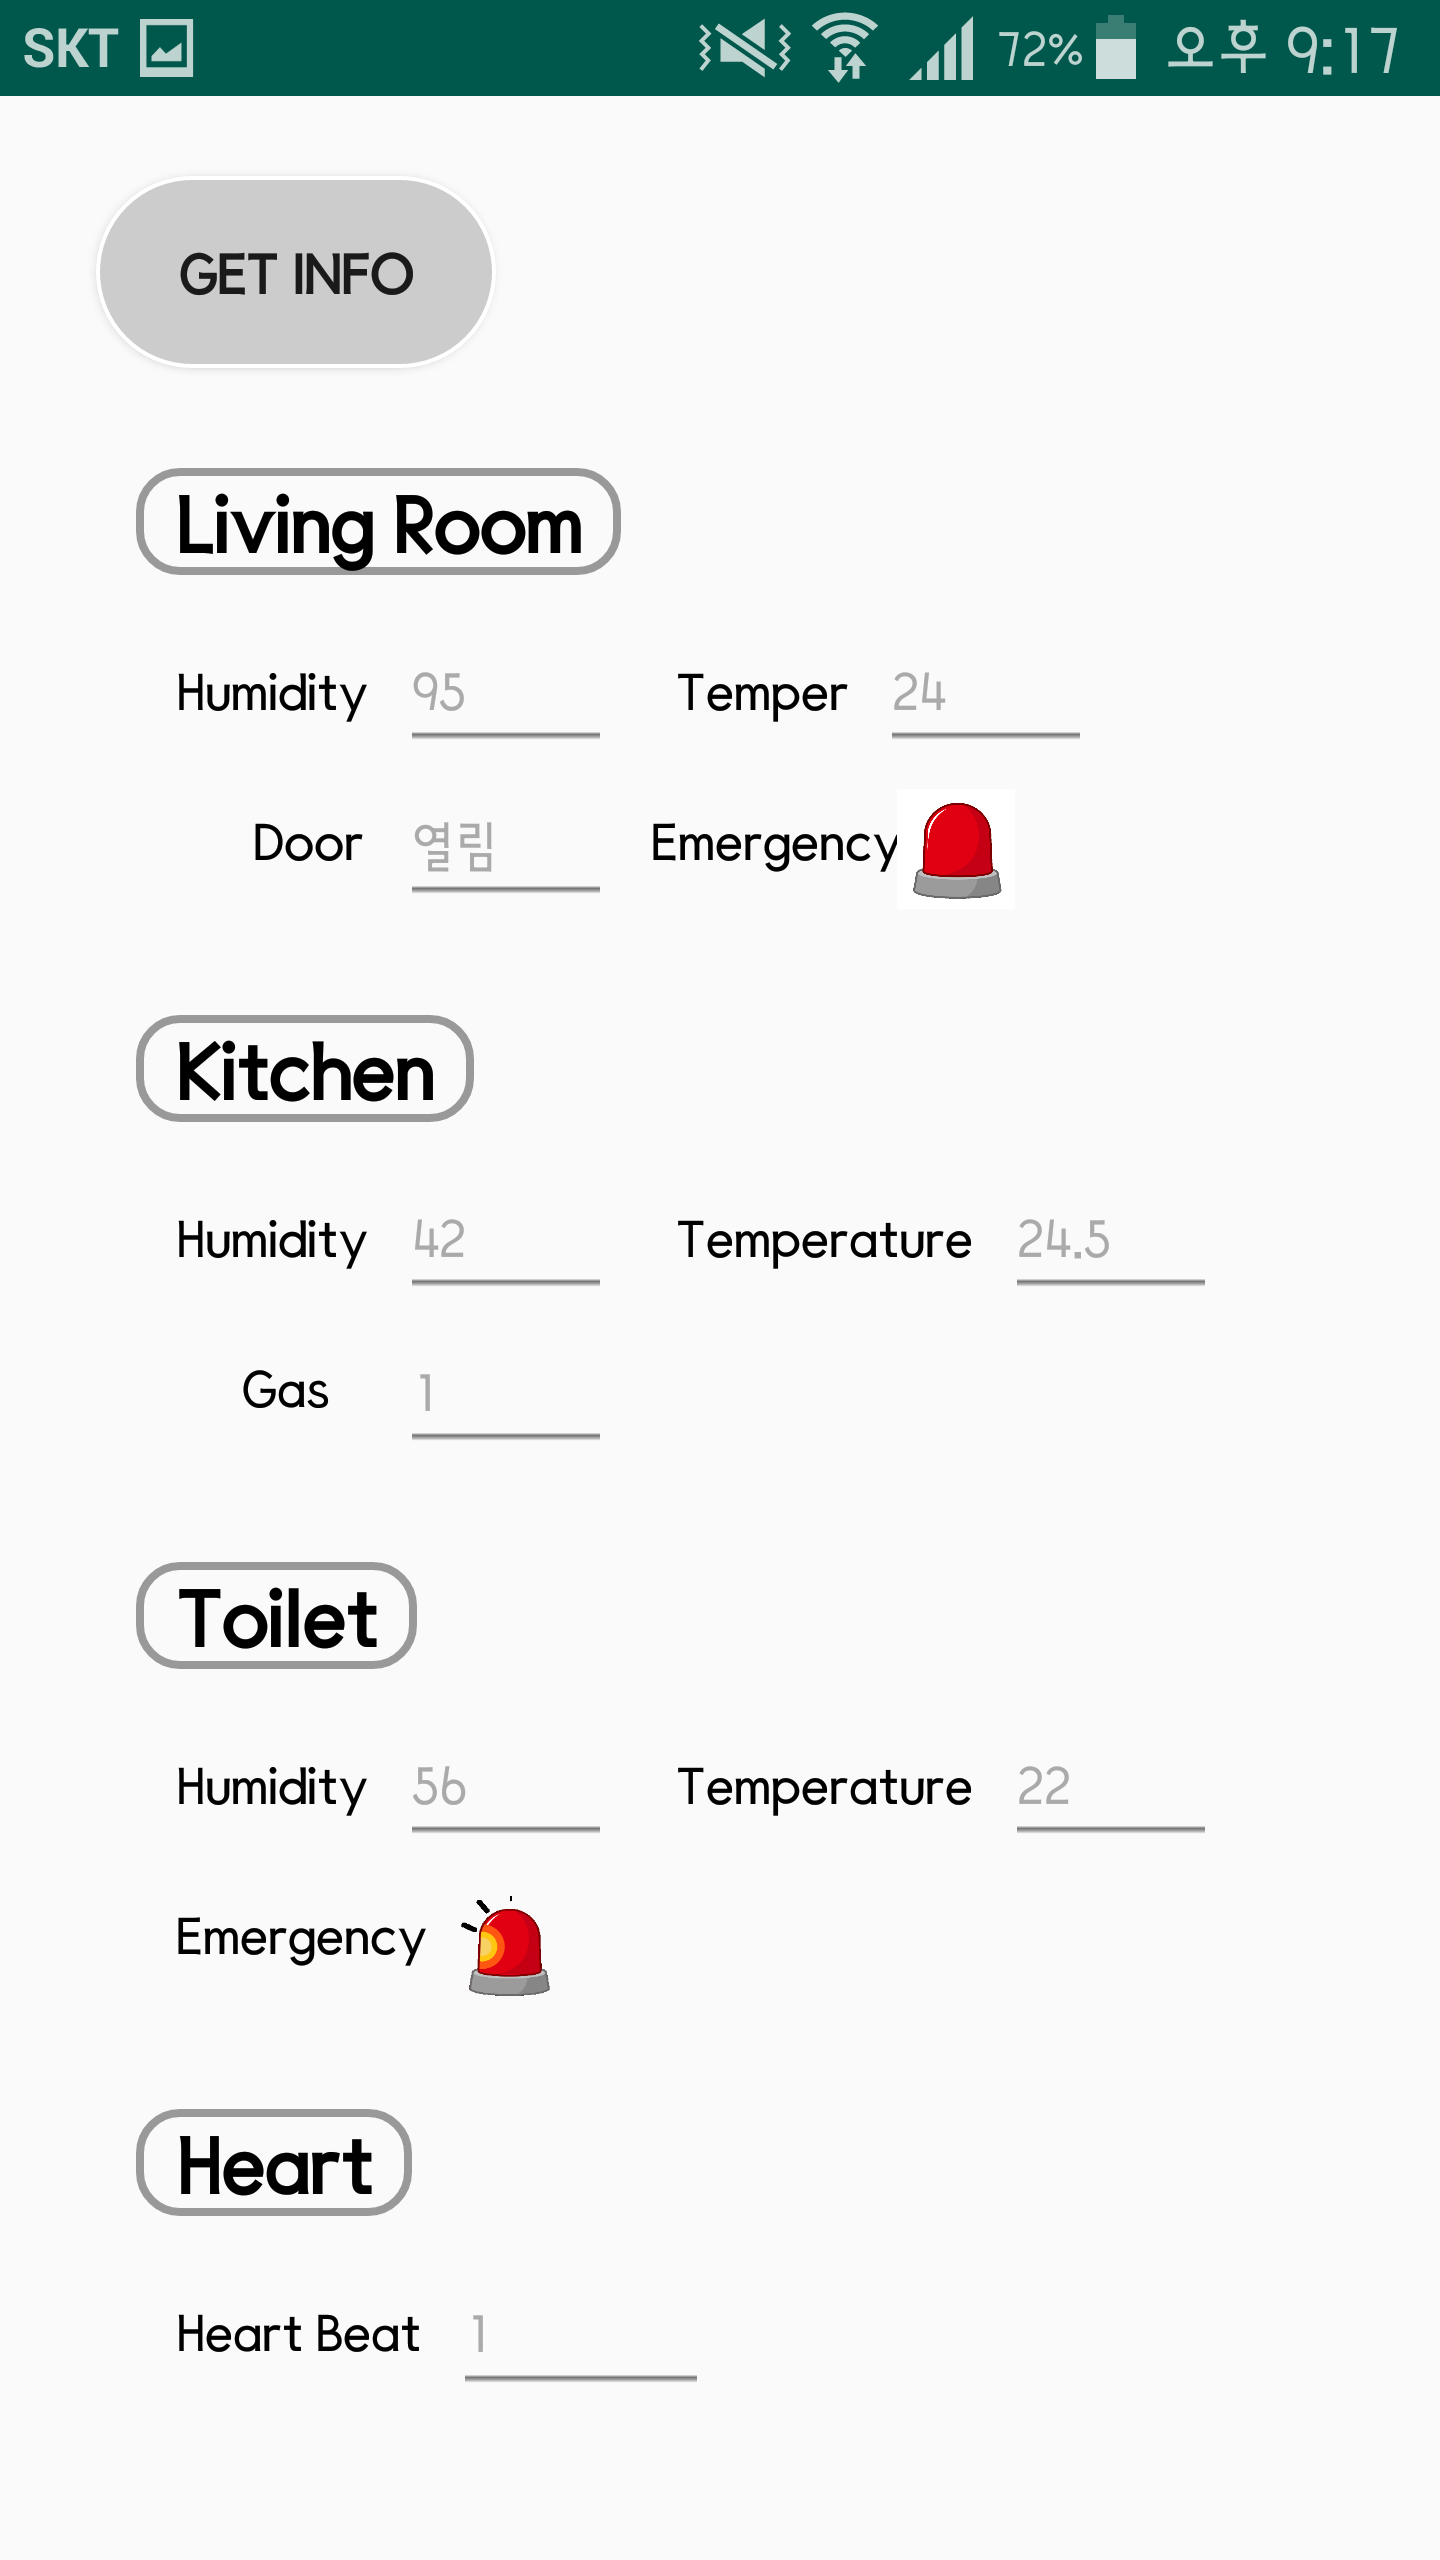 SKT 72% 오후 9:17
GET INFO
Living Room
Humidity 95 Temper 24
Door 열림 Emergency
Kitchen
Humidity 42 Temperature 24.5
Gas 1
Toilet
Humidity 56 Temperature 22
Emergency
Heart
Heart Beat 1